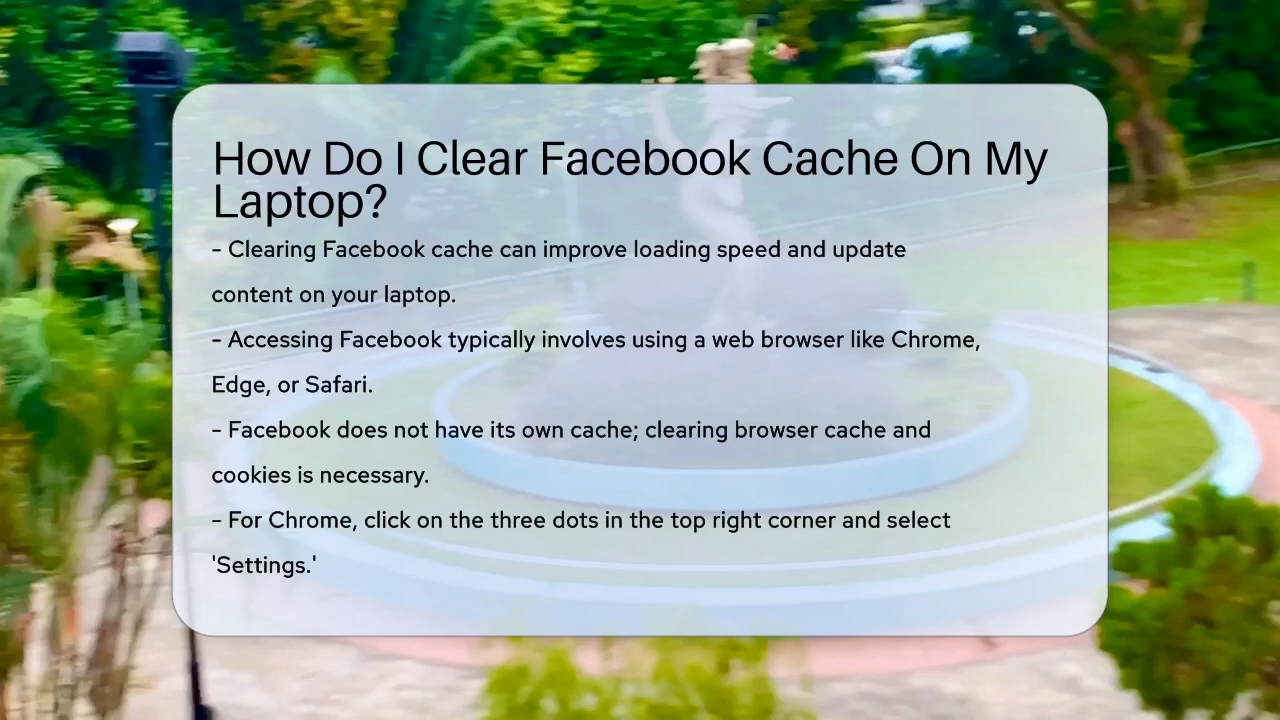 How Do I Clear Facebook Cache On My
Laptop?
- Clearing Facebook cache can improve loading speed and update
content on your laptop.
- Accessing Facebook typically involves using a web browser like Chrome,
Edge, or Safari.
- Facebook does not have its own cache; clearing browser cache and
cookies is necessary.
- For Chrome, click on the three dots in the top right corner and select
'Settings.'